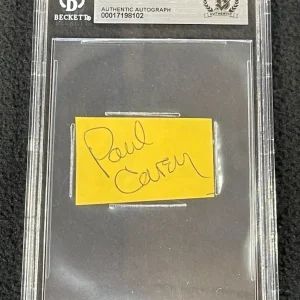 BECKETT
AUTHENTIC AUTOGRAPH
00017198102
Paul
Carey